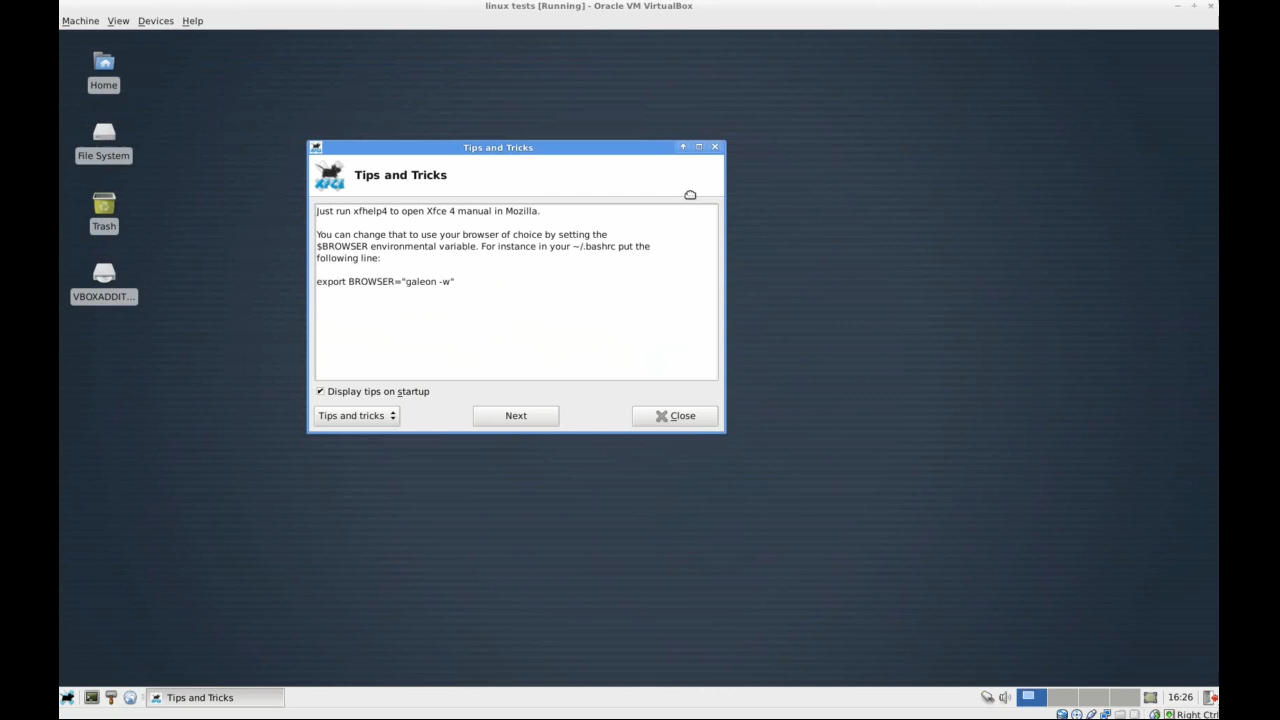 linux tests [Running] - Oracle VM VirtualBox
Machine View Devices Help
Home
File System
Trash
VBOXADDIT...
Tips and Tricks
XFCE
Tips and Tricks
Just run xfhelp4 to open Xfce 4 manual in Mozilla.
You can change that to use your browser of choice by setting the
$BROWSER environmental variable. For instance in your ~/.bashrc put the
following line:
export BROWSER="galeon -w"
Display tips on startup
Tips and tricks
Next
Close
Tips and Tricks
16:26
Right Ctrl